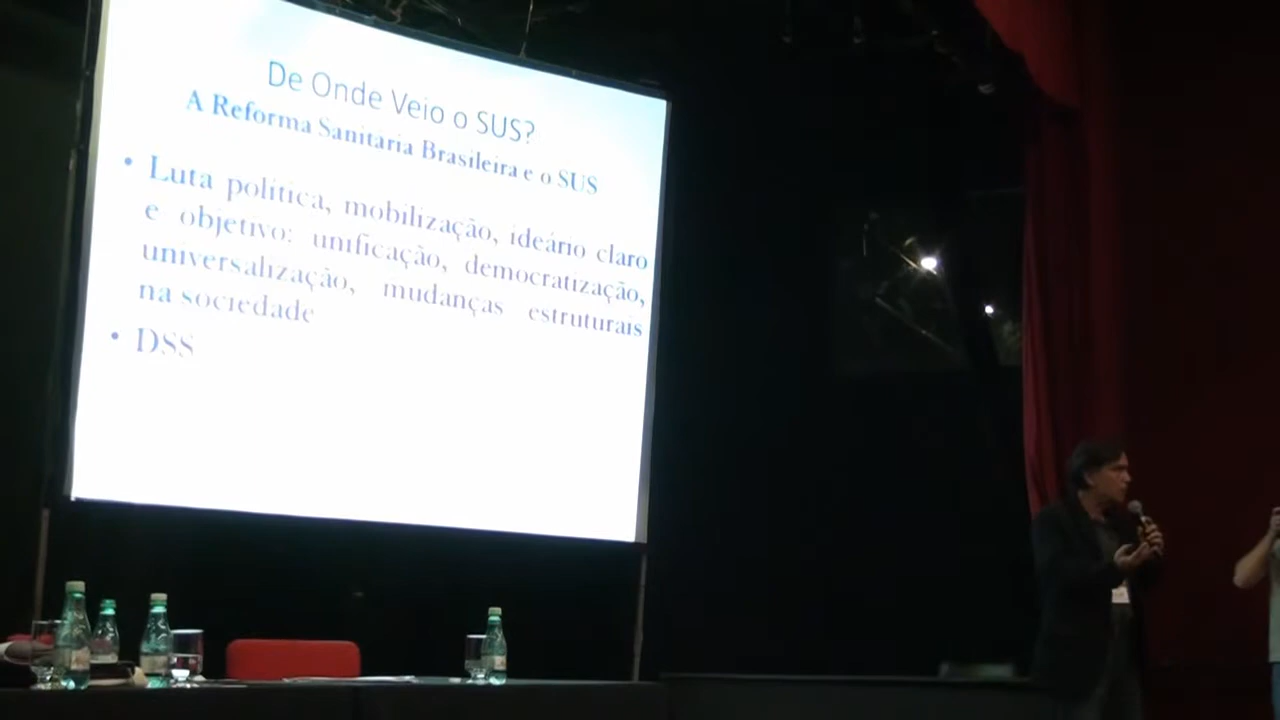 De Onde Veio o SUS?
A Reforma Sanitaria Brasileira e o SUS
• Luta política, mobilização, ideário claro
e objetivo: unificação, democratização,
universalização, mudanças estruturais
na sociedade
• DSS